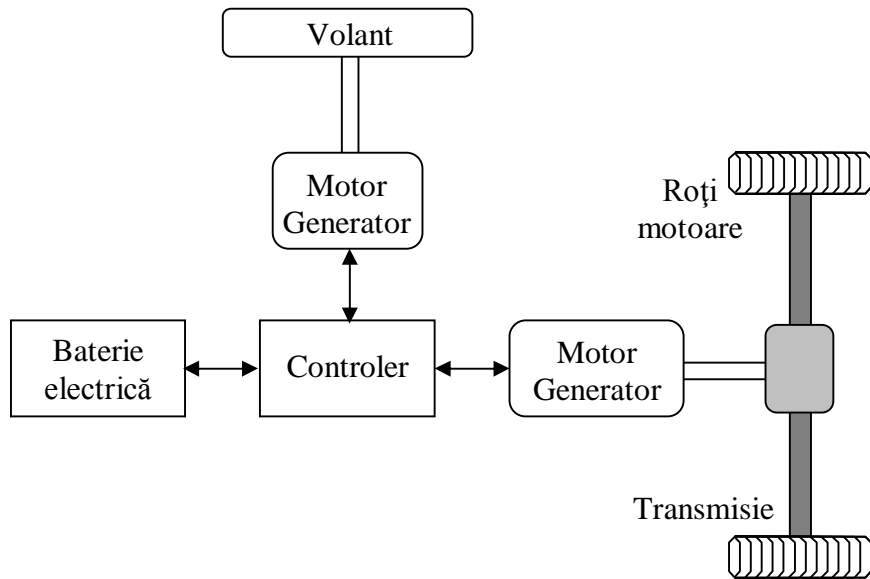 Volant
Motor
Generator
Roţi
motoare
Baterie
electrică
Controler
Motor
Generator
Transmisie